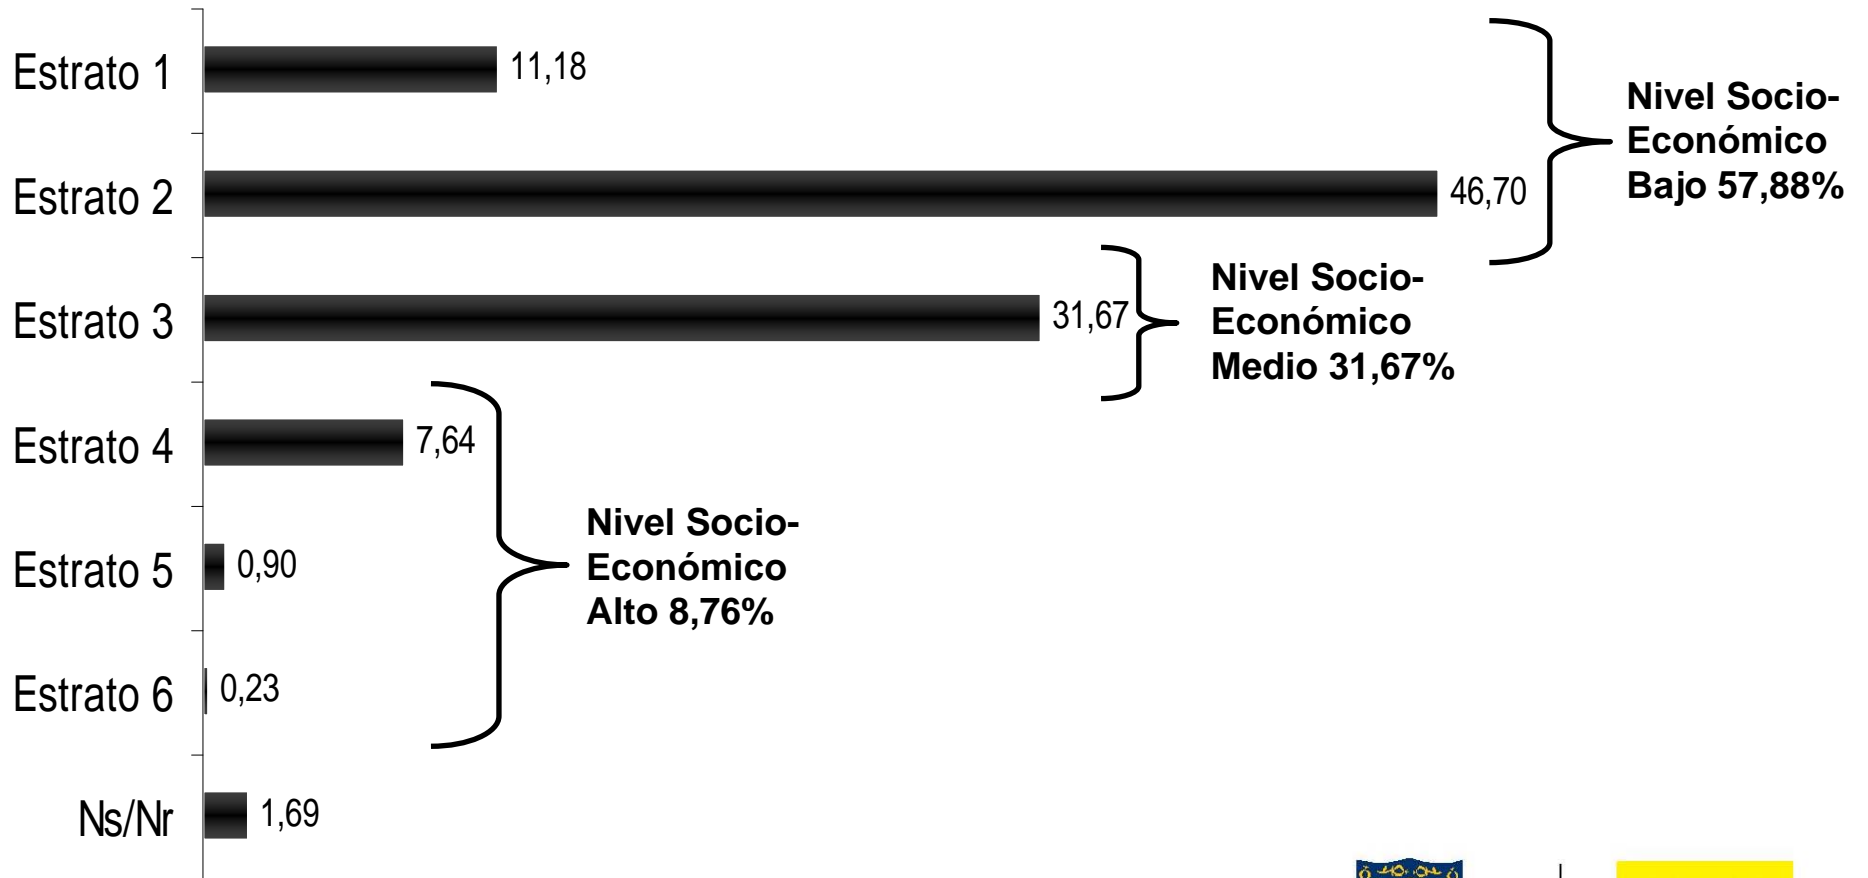 Estrato 1
11,18
Estrato 2
46,70
Nivel Socio-
Económico
Bajo 57,88%
Estrato 3
31,67
Nivel Socio-
Económico
Medio 31,67%
Estrato 4
7,64
Estrato 5
0,90
Estrato 6
0,23
Nivel Socio-
Económico
Alto 8,76%
Ns/Nr
1,69